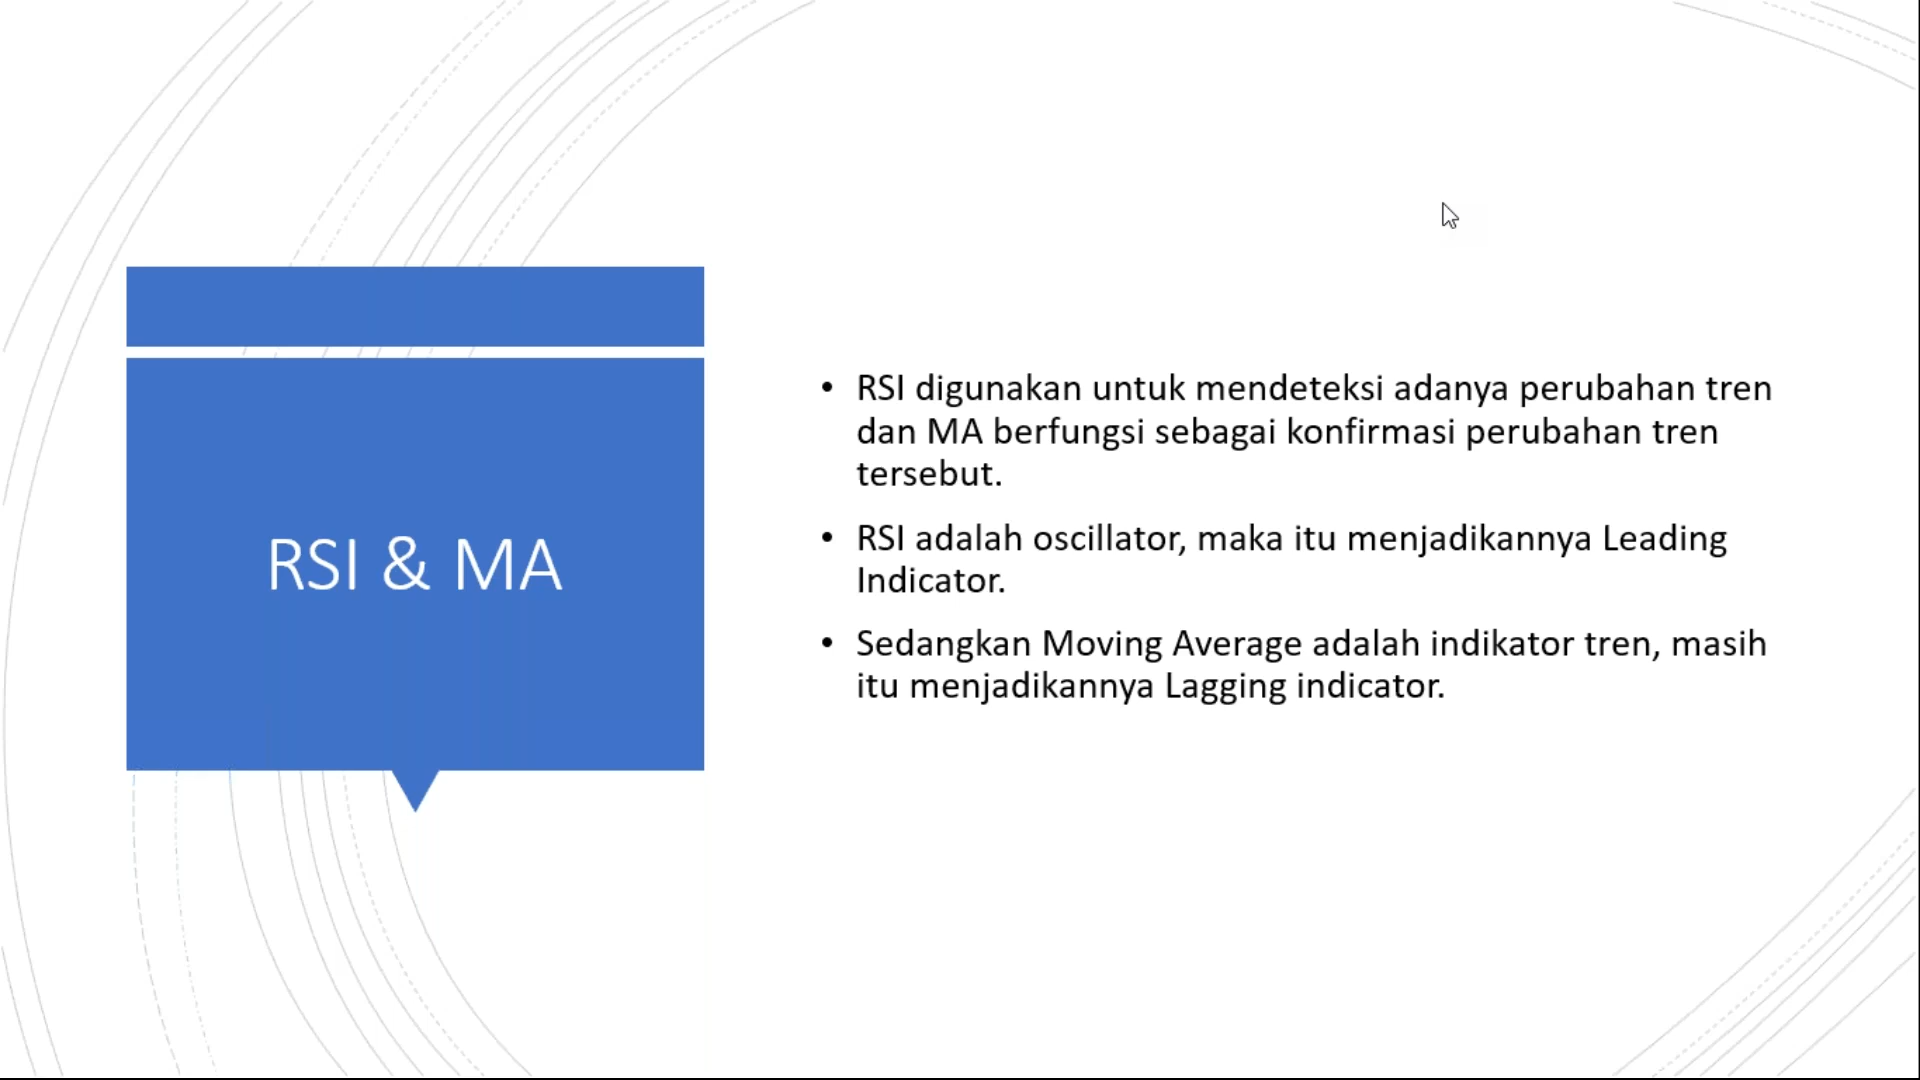 RSI & MA
• RSI digunakan untuk mendeteksi adanya perubahan tren
dan MA berfungsi sebagai konfirmasi perubahan tren
tersebut.
• RSI adalah oscillator, maka itu menjadikannya Leading
Indicator.
• Sedangkan Moving Average adalah indikator tren, masih
itu menjadikannya Lagging indicator.